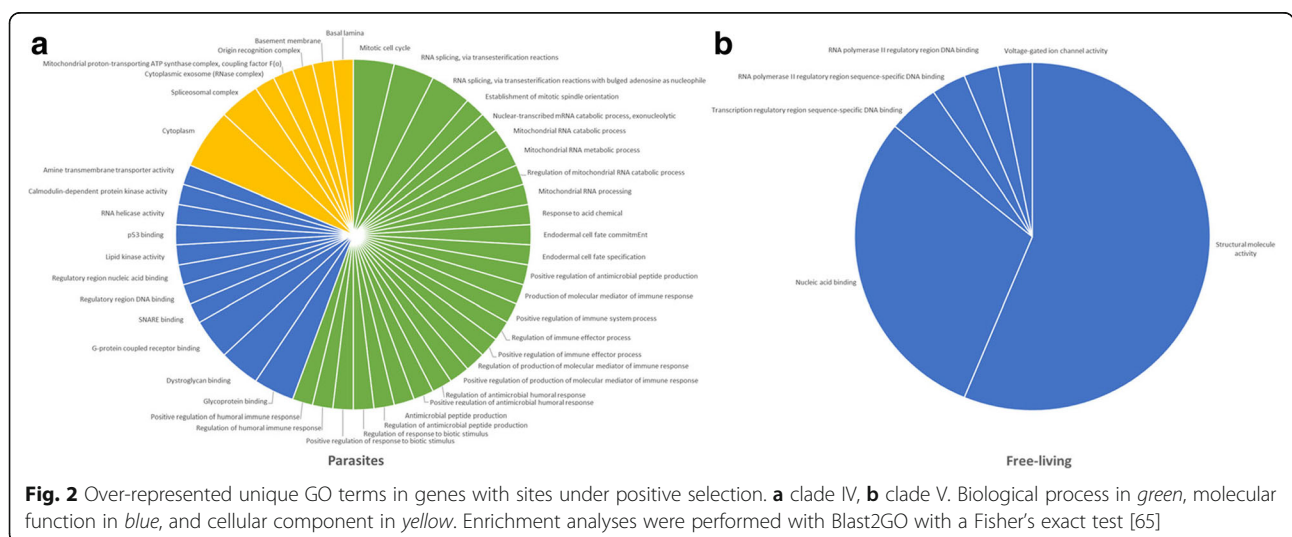 a
Basal lamina
Basement membrane
Origin recognition complex
Mitochondrial proton-transporting ATP synthase complex, coupling factor F(o)
Cytoplasmic exosome (RNase complex)
Spliceosomal complex
Cytoplasm
Amine transmembrane transporter activity
Calmodulin-dependent protein kinase activity
RNA helicase activity
p53 binding
Lipid kinase activity
Regulatory region nucleic acid binding
Regulatory region DNA binding
SNARE binding
G-protein coupled receptor binding
Dystroglycan binding
Glycoprotein binding
Positive regulation of humoral immune response
Regulation of humoral immune response
Positive regulation of response to biotic stimulus
Mitotic cell cycle
RNA splicing, via transesterification reactions
RNA splicing, via transesterification reactions with bulged adenosine as nucleophile
Establishment of mitotic spindle orientation
Nuclear-transcribed mRNA catabolic process, exonucleolytic
Mitochondrial RNA catabolic process
Mitochondrial RNA metabolic process
Rregulation of mitochondrial RNA catabolic process
Mitochondrial RNA processing
Response to acid chemical
Endodermal cell fate commitmEnt
Endodermal cell fate specification
Positive regulation of antimicrobial peptide production
Production of molecular mediator of immune response
Positive regulation of immune system process
Regulation of immune effector process
Positive regulation of immune effector process
Regulation of production of molecular mediator of immune response
Positive regulation of production of molecular mediator of immune response
Regulation of antimicrobial humoral response
Positive regulation of antimicrobial humoral response
Antimicrobial peptide production
Regulation of antimicrobial peptide production
Regulation of response to biotic stimulus
Parasites
b
RNA polymerase II regulatory region DNA binding
Voltage-gated ion channel activity
RNA polymerase II regulatory region sequence-specific DNA binding
Transcription regulatory region sequence-specific DNA binding
Nucleic acid binding
Structural molecule
activity
Free-living
Fig. 2 Over-represented unique GO terms in genes with sites under positive selection. a clade IV, b clade V. Biological process in green, molecular
function in blue, and cellular component in yellow. Enrichment analyses were performed with Blast2GO with a Fisher's exact test [65]